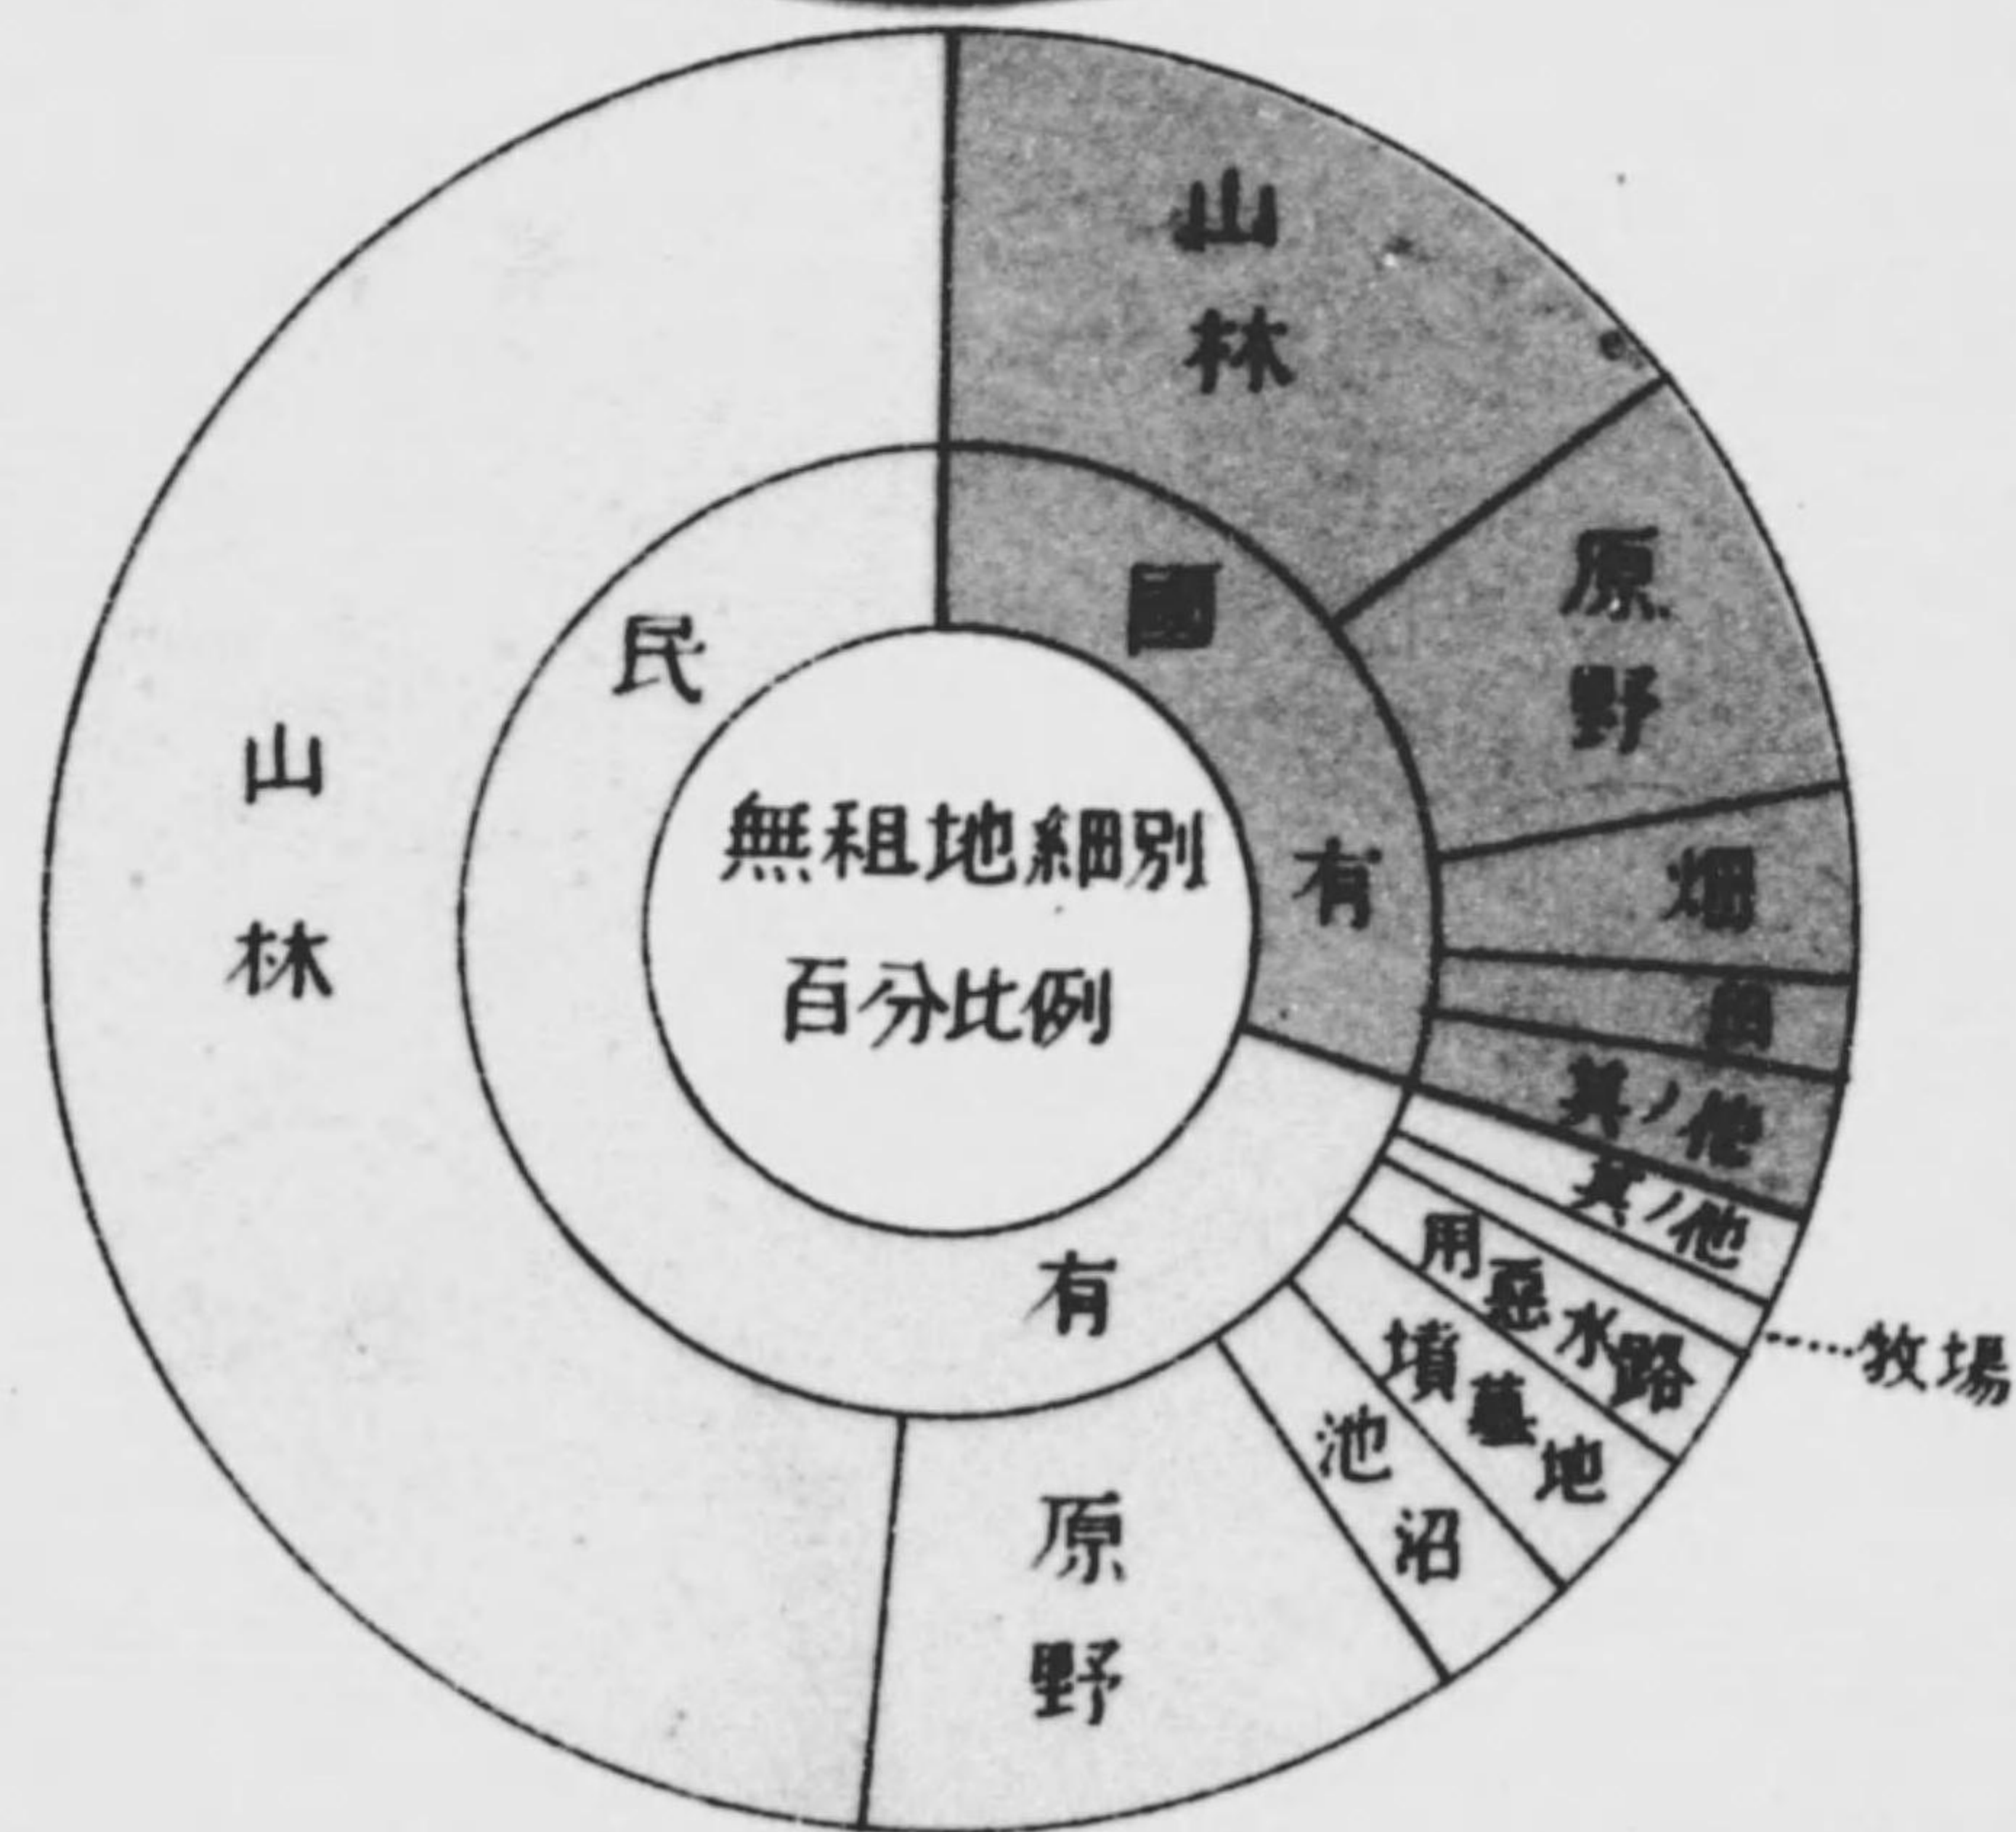 無租地細別
百分比例
國有
山林
原野
畑
其ノ他
民有
其ノ他
牧場
用惡水路
墳墓地
池沼
原野
山林